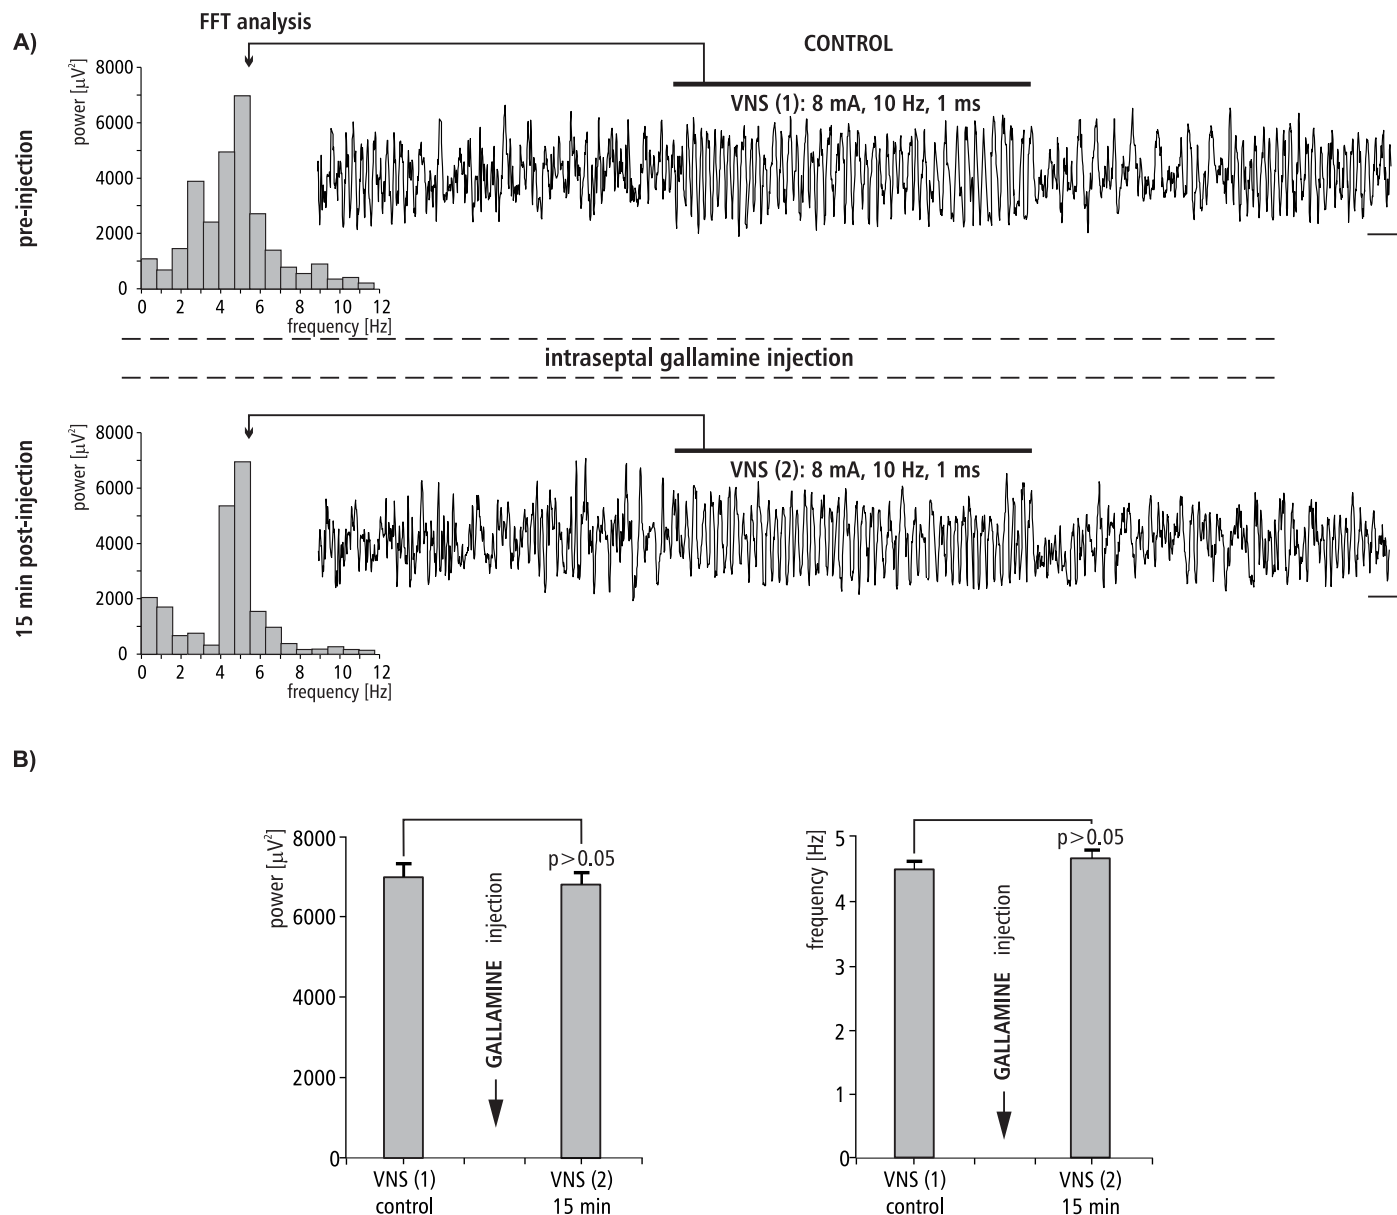 A)
FFT analysis
CONTROL
pre-injection
power [µV²]
8000
6000
4000
2000
0
0 2 4 6 8 10 12
frequency [Hz]
VNS (1): 8 mA, 10 Hz, 1 ms
intraseptal gallamine injection
15 min post-injection
power [µV²]
8000
6000
4000
2000
0
0 2 4 6 8 10 12
frequency [Hz]
VNS (2): 8 mA, 10 Hz, 1 ms
B)
power [µV²]
8000
6000
4000
2000
0
p>0.05
GALLAMINE injection
VNS (1)
control
VNS (2)
15 min
frequency [Hz]
5
4
3
2
1
0
p>0.05
GALLAMINE injection
VNS (1)
control
VNS (2)
15 min